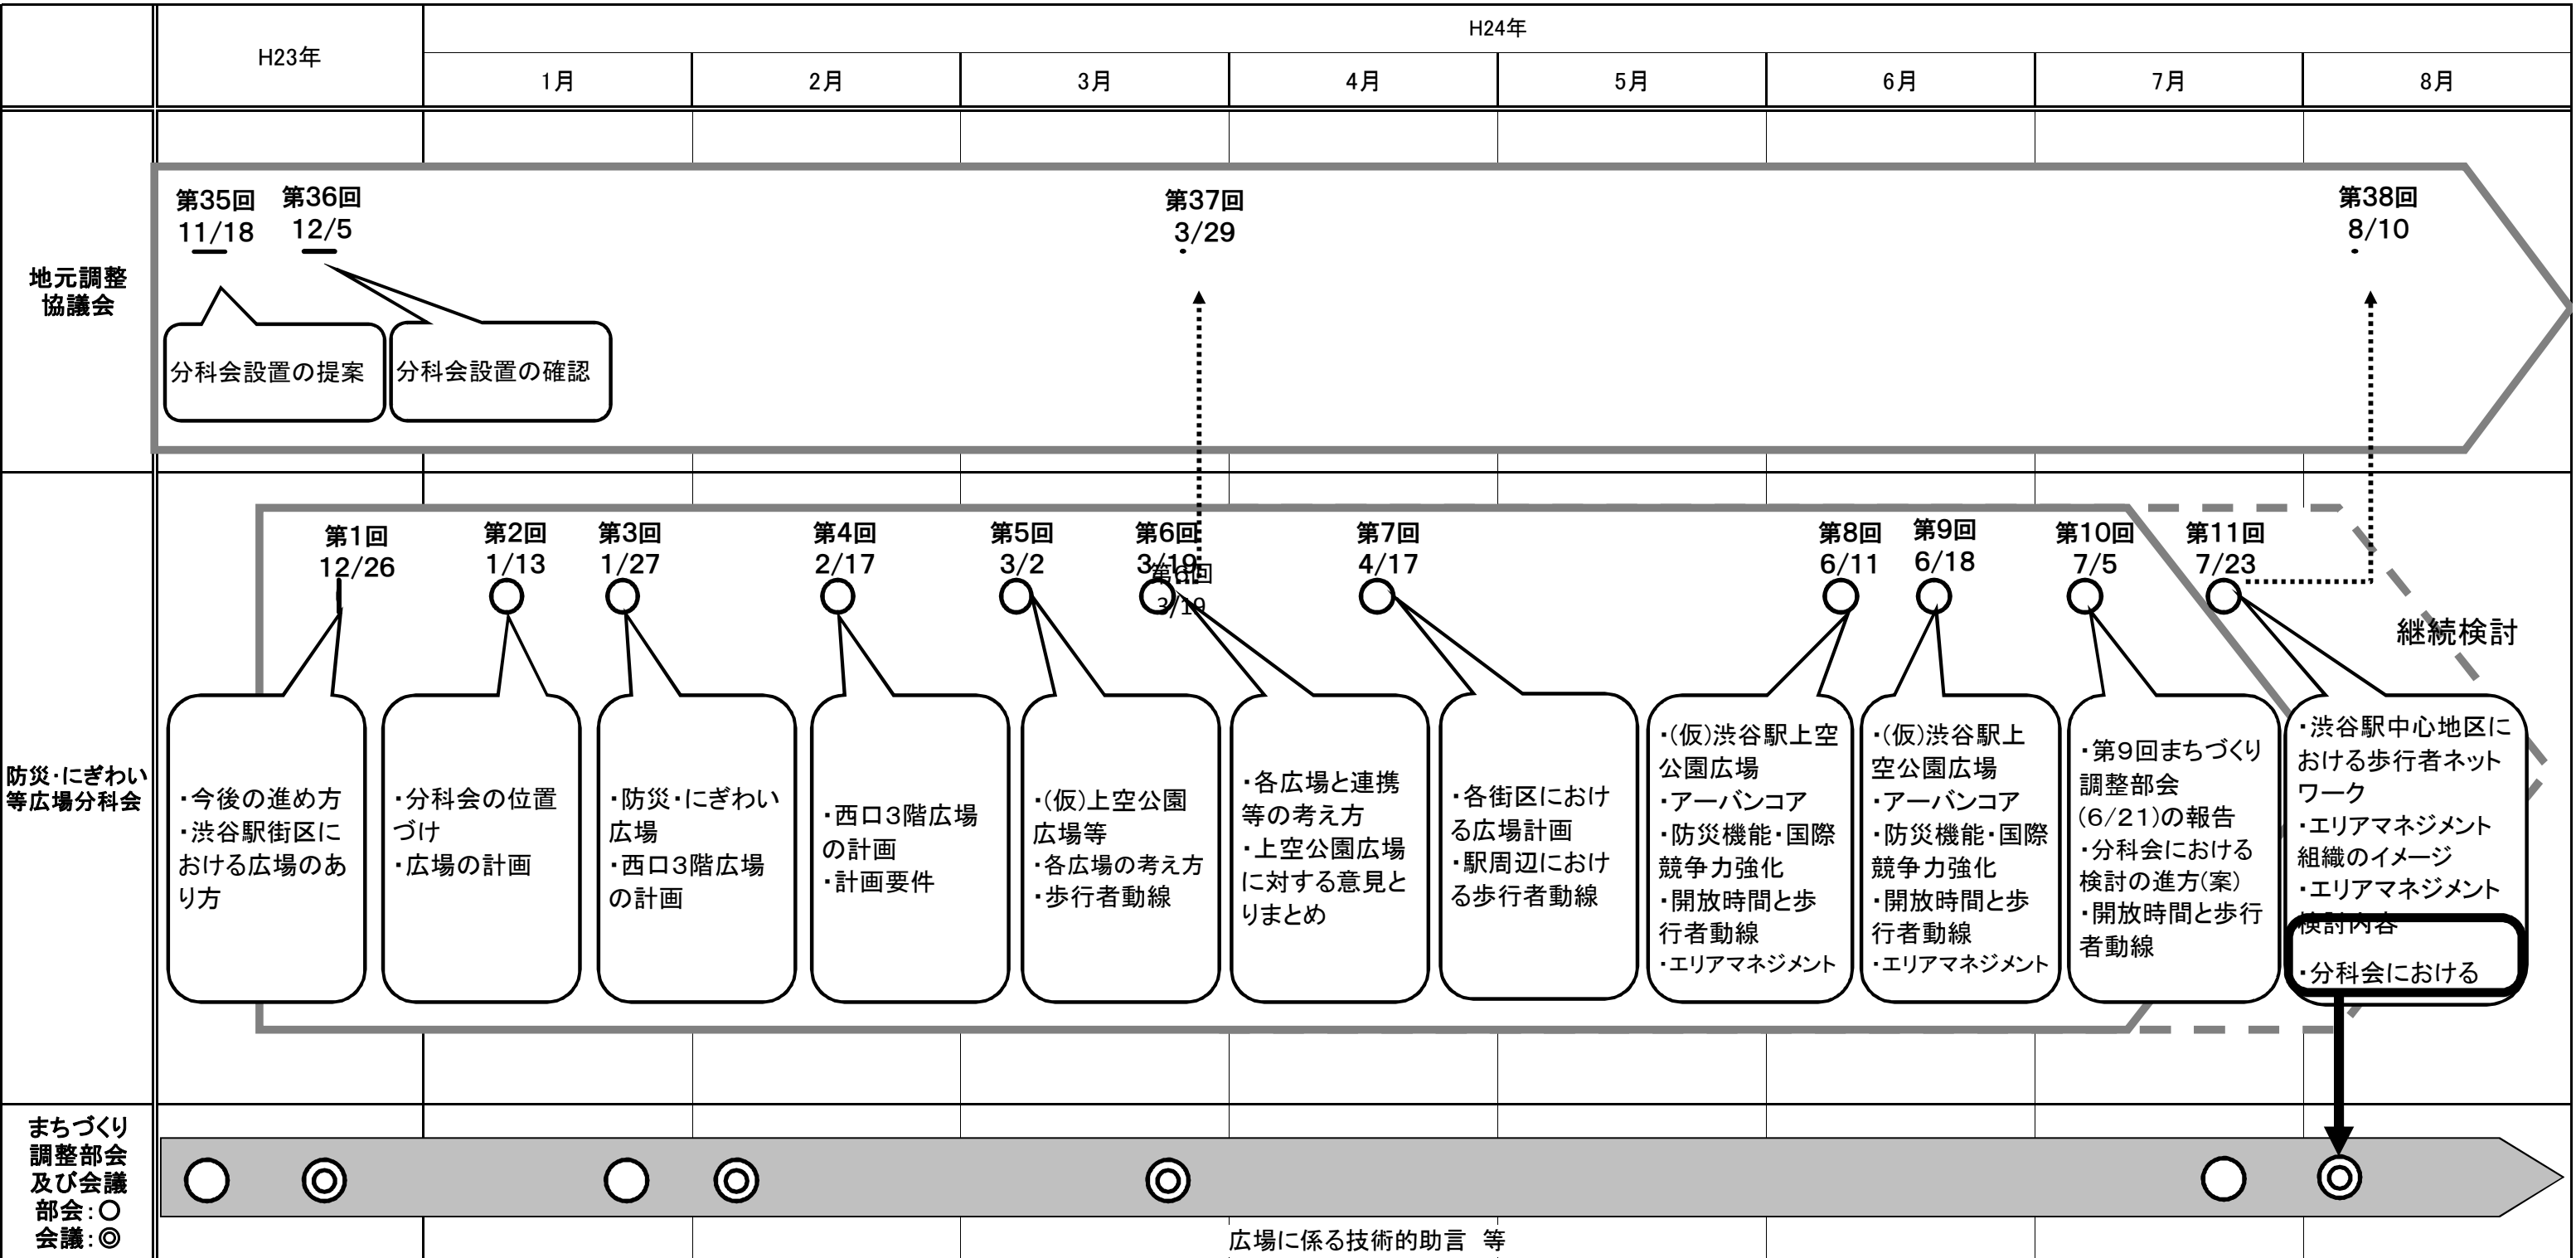 H23年
H24年
1月
2月
3月
4月
5月
6月
7月
8月
地元調整
協議会
第35回
11/18
第36回
12/5
第37回
3/29
第38回
8/10
分科会設置の提案
分科会設置の確認
防災・にぎわい
等広場分科会
第1回
12/26
第2回
1/13
第3回
1/27
第4回
2/17
第5回
3/2
第6回
3/19
第6回
3/19
第7回
4/17
第8回
6/11
第9回
6/18
第10回
7/5
第11回
7/23
継続検討
・今後の進め方
・渋谷駅街区に
おける広場のあ
り方
・分科会の位置
づけ
・広場の計画
・防災・にぎわい
広場
・西口3階広場
の計画
・西口3階広場
の計画
・計画要件
・(仮)上空公園
広場等
・各広場の考え方
・歩行者動線
・各広場と連携
等の考え方
・上空公園広場
に対する意見と
りまとめ
・各街区におけ
る広場計画
・駅周辺におけ
る歩行者動線
・(仮)渋谷駅上空
公園広場
・アーバンコア
・防災機能・国際
競争力強化
・開放時間と歩
行者動線
・エリアマネジメント
・(仮)渋谷駅上
空公園広場
・アーバンコア
・防災機能・国際
競争力強化
・開放時間と歩
行者動線
・エリアマネジメント
・第9回まちづくり
調整部会
(6/21)の報告
・分科会における
検討の進方(案)
・開放時間と歩行
者動線
・渋谷駅中心地区に
おける歩行者ネット
ワーク
・エリアマネジメント
組織のイメージ
・エリアマネジメント
検討内容
・分科会における
まちづくり
調整部会
及び会議
部会:○
会議:◎
広場に係る技術的助言 等